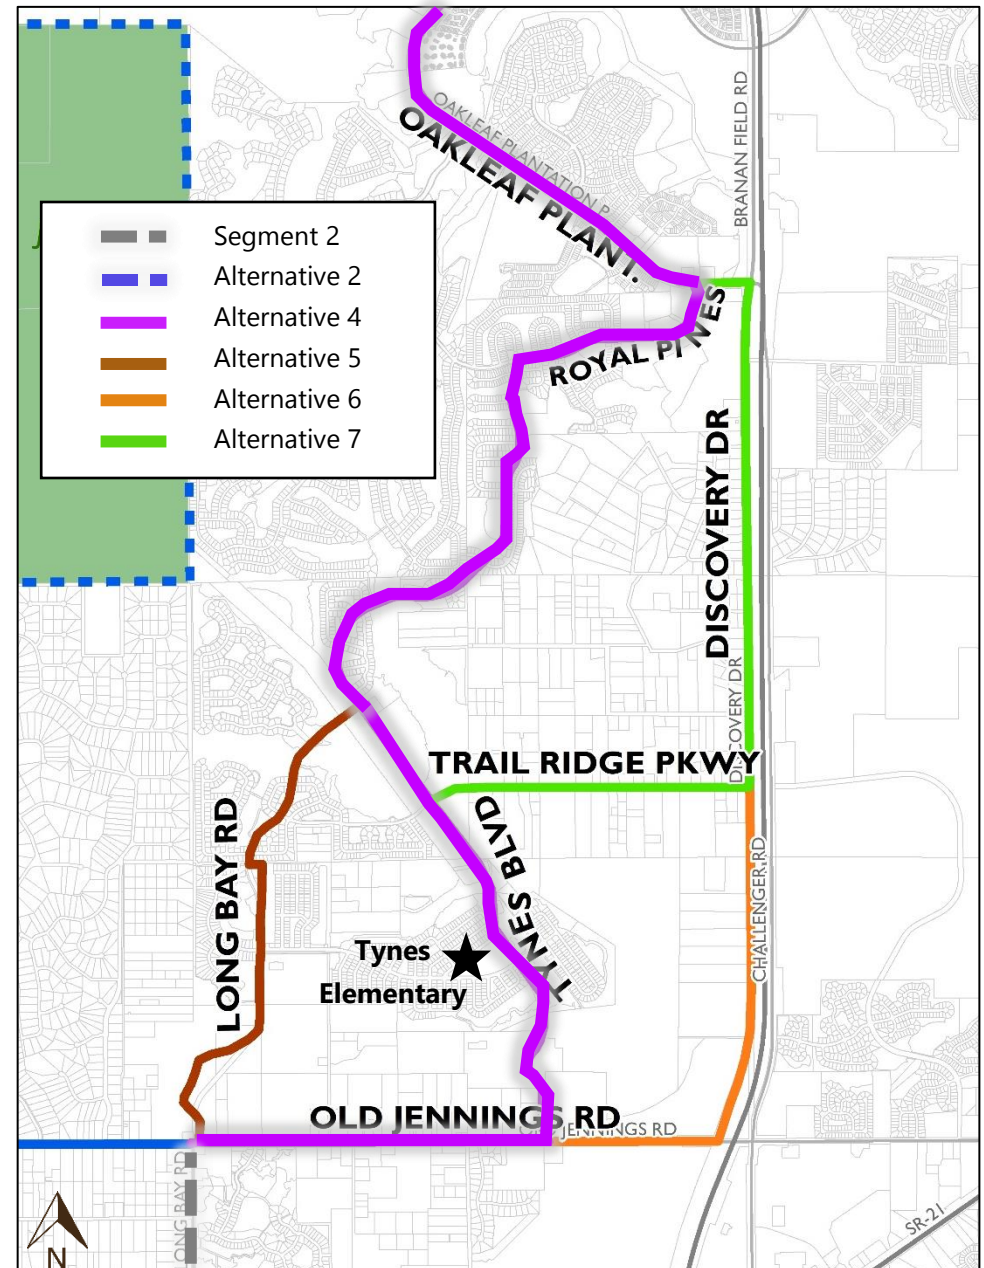 OAKLEAF PLANTATION P
OAKLEAF PLANT.
BRANAN FIELD RD
Segment 2
Alternative 2
Alternative 4
Alternative 5
Alternative 6
Alternative 7
ROYAL PINES
DISCOVERY DR
DISCOVERY DR
TRAIL RIDGE PKWY
LONG BAY RD
TYNES BLVD
CHALLENGER RD
Tynes
Elementary
OLD JENNINGS RD
OLD JENNINGS RD
LONG BAY RD
SR-21
N